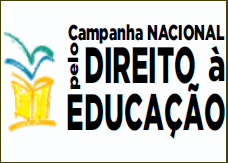 Campanha NACIONAL
pelo
DIREITO à
EDUCAÇÃO